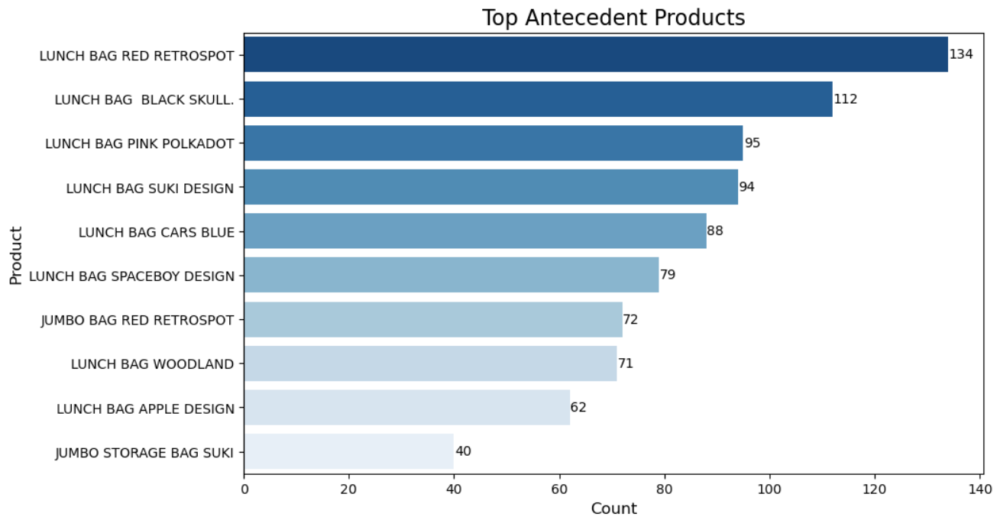 Top Antecedent Products
LUNCH BAG RED RETROSPOT 134
LUNCH BAG  BLACK SKULL. 112
LUNCH BAG PINK POLKADOT 95
LUNCH BAG SUKI DESIGN 94
LUNCH BAG CARS BLUE 88
LUNCH BAG SPACEBOY DESIGN 79
JUMBO BAG RED RETROSPOT 72
LUNCH BAG WOODLAND 71
LUNCH BAG APPLE DESIGN 62
JUMBO STORAGE BAG SUKI 40
Product
0 20 40 60 80 100 120 140
Count